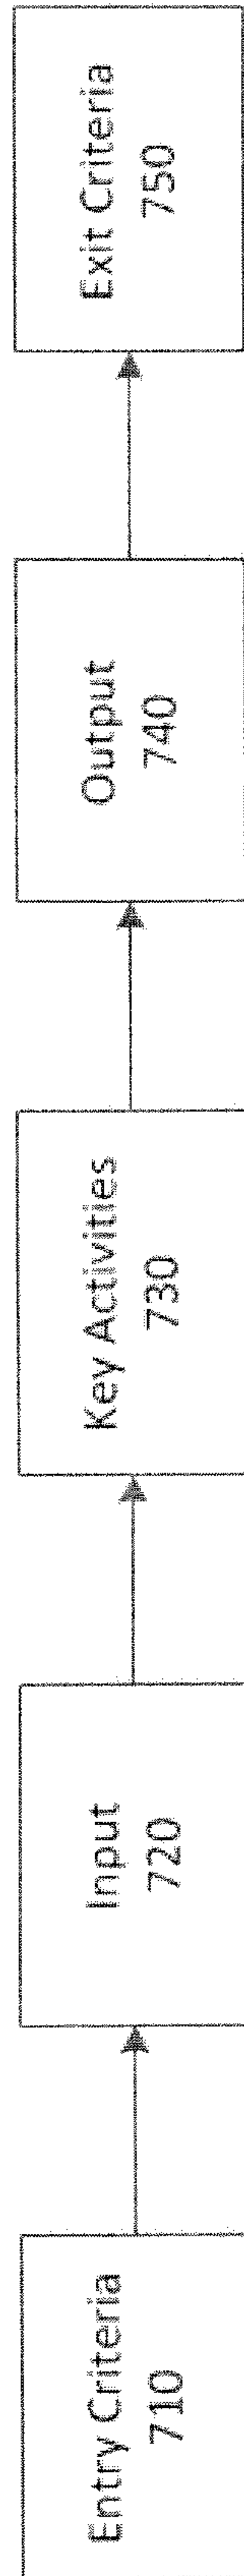 Entry Criteria
710
Input
720
Key Activities
730
Output
740
Exit Criteria
750